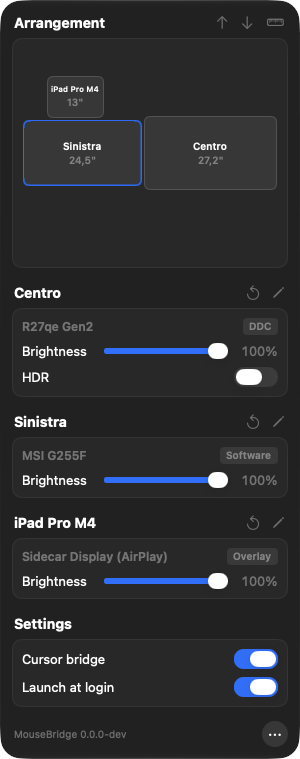 Arrangement
iPad Pro M4
13"
Sinistra
24,5"
Centro
27,2"
Centro
R27qe Gen2
DDC
Brightness
100%
HDR
Sinistra
MSI G255F
Software
Brightness
100%
iPad Pro M4
Sidecar Display (AirPlay)
Overlay
Brightness
100%
Settings
Cursor bridge
Launch at login
MouseBridge 0.0.0-dev